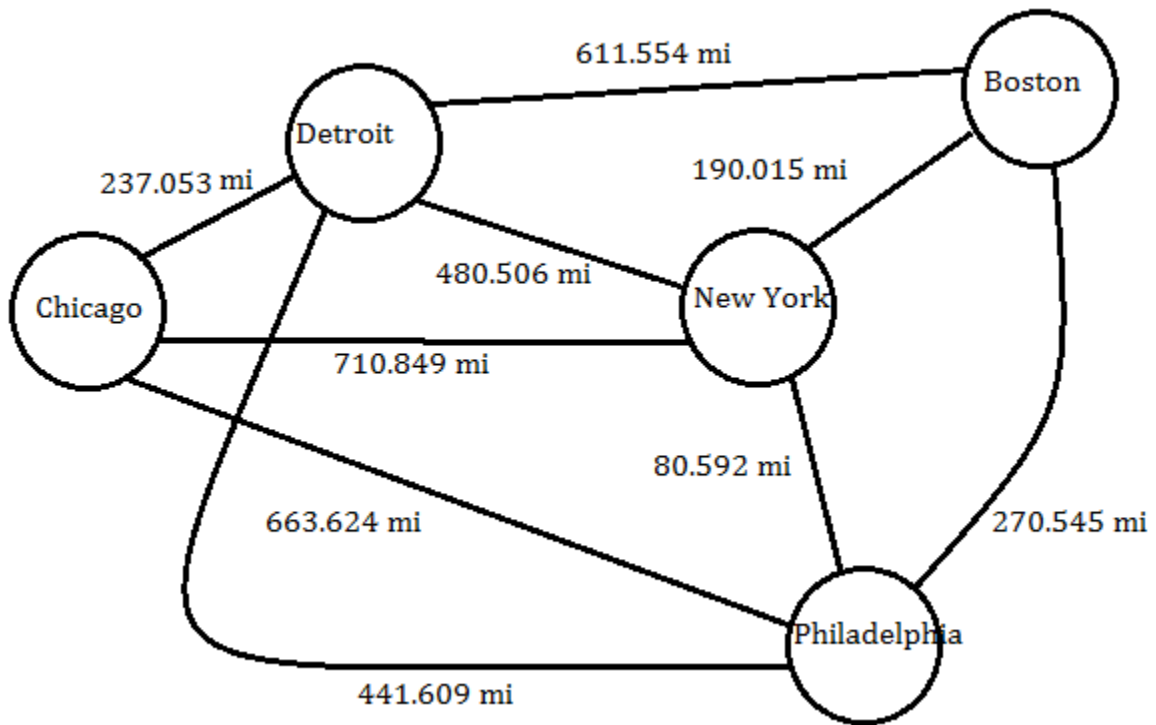 611.554 mi
Boston
Detroit
190.015 mi
237.053 mi
480.506 mi
New York
Chicago
710.849 mi
80.592 mi
663.624 mi
270.545 mi
Philadelphia
441.609 mi